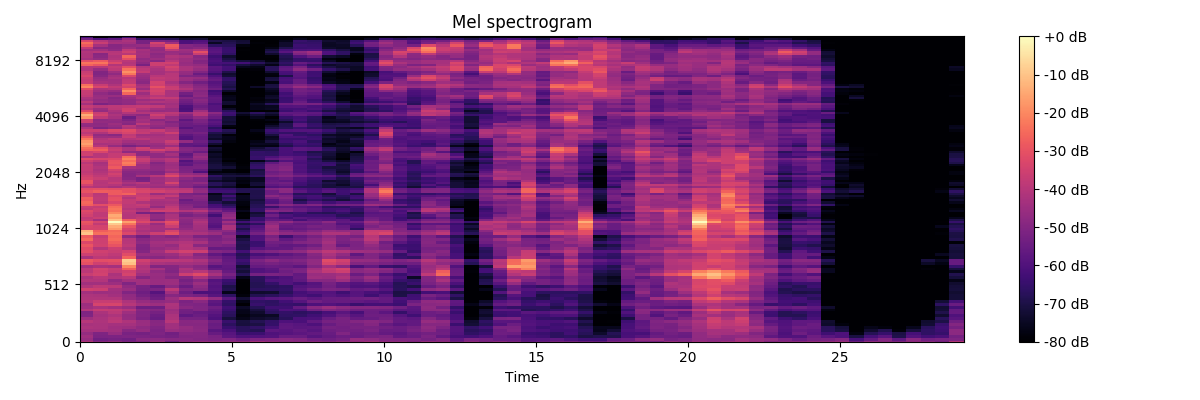 Mel spectrogram
Hz
8192
4096
2048
1024
512
0
0 5 10 15 20 25
Time
+0 dB
-10 dB
-20 dB
-30 dB
-40 dB
-50 dB
-60 dB
-70 dB
-80 dB